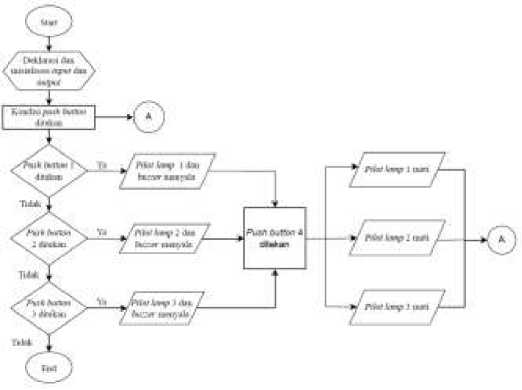 Start
Deklarasi dan
inisialisasi input dan
output
Kondisi push button
ditekan
A
Push button 1
ditekan
Ya
Pilot lamp 1 dan
buzzer menyala
Tidak
Push button
2 ditekan
Ya
Pilot lamp 2 dan
buzzer menyala
Tidak
Push button
3 ditekan
Ya
Pilot lamp 3 dan
buzzer menyala
Tidak
End
Push button 4
ditekan
Pilot lamp 1 mati
Pilot lamp 2 mati
Pilot lamp 3 mati
A